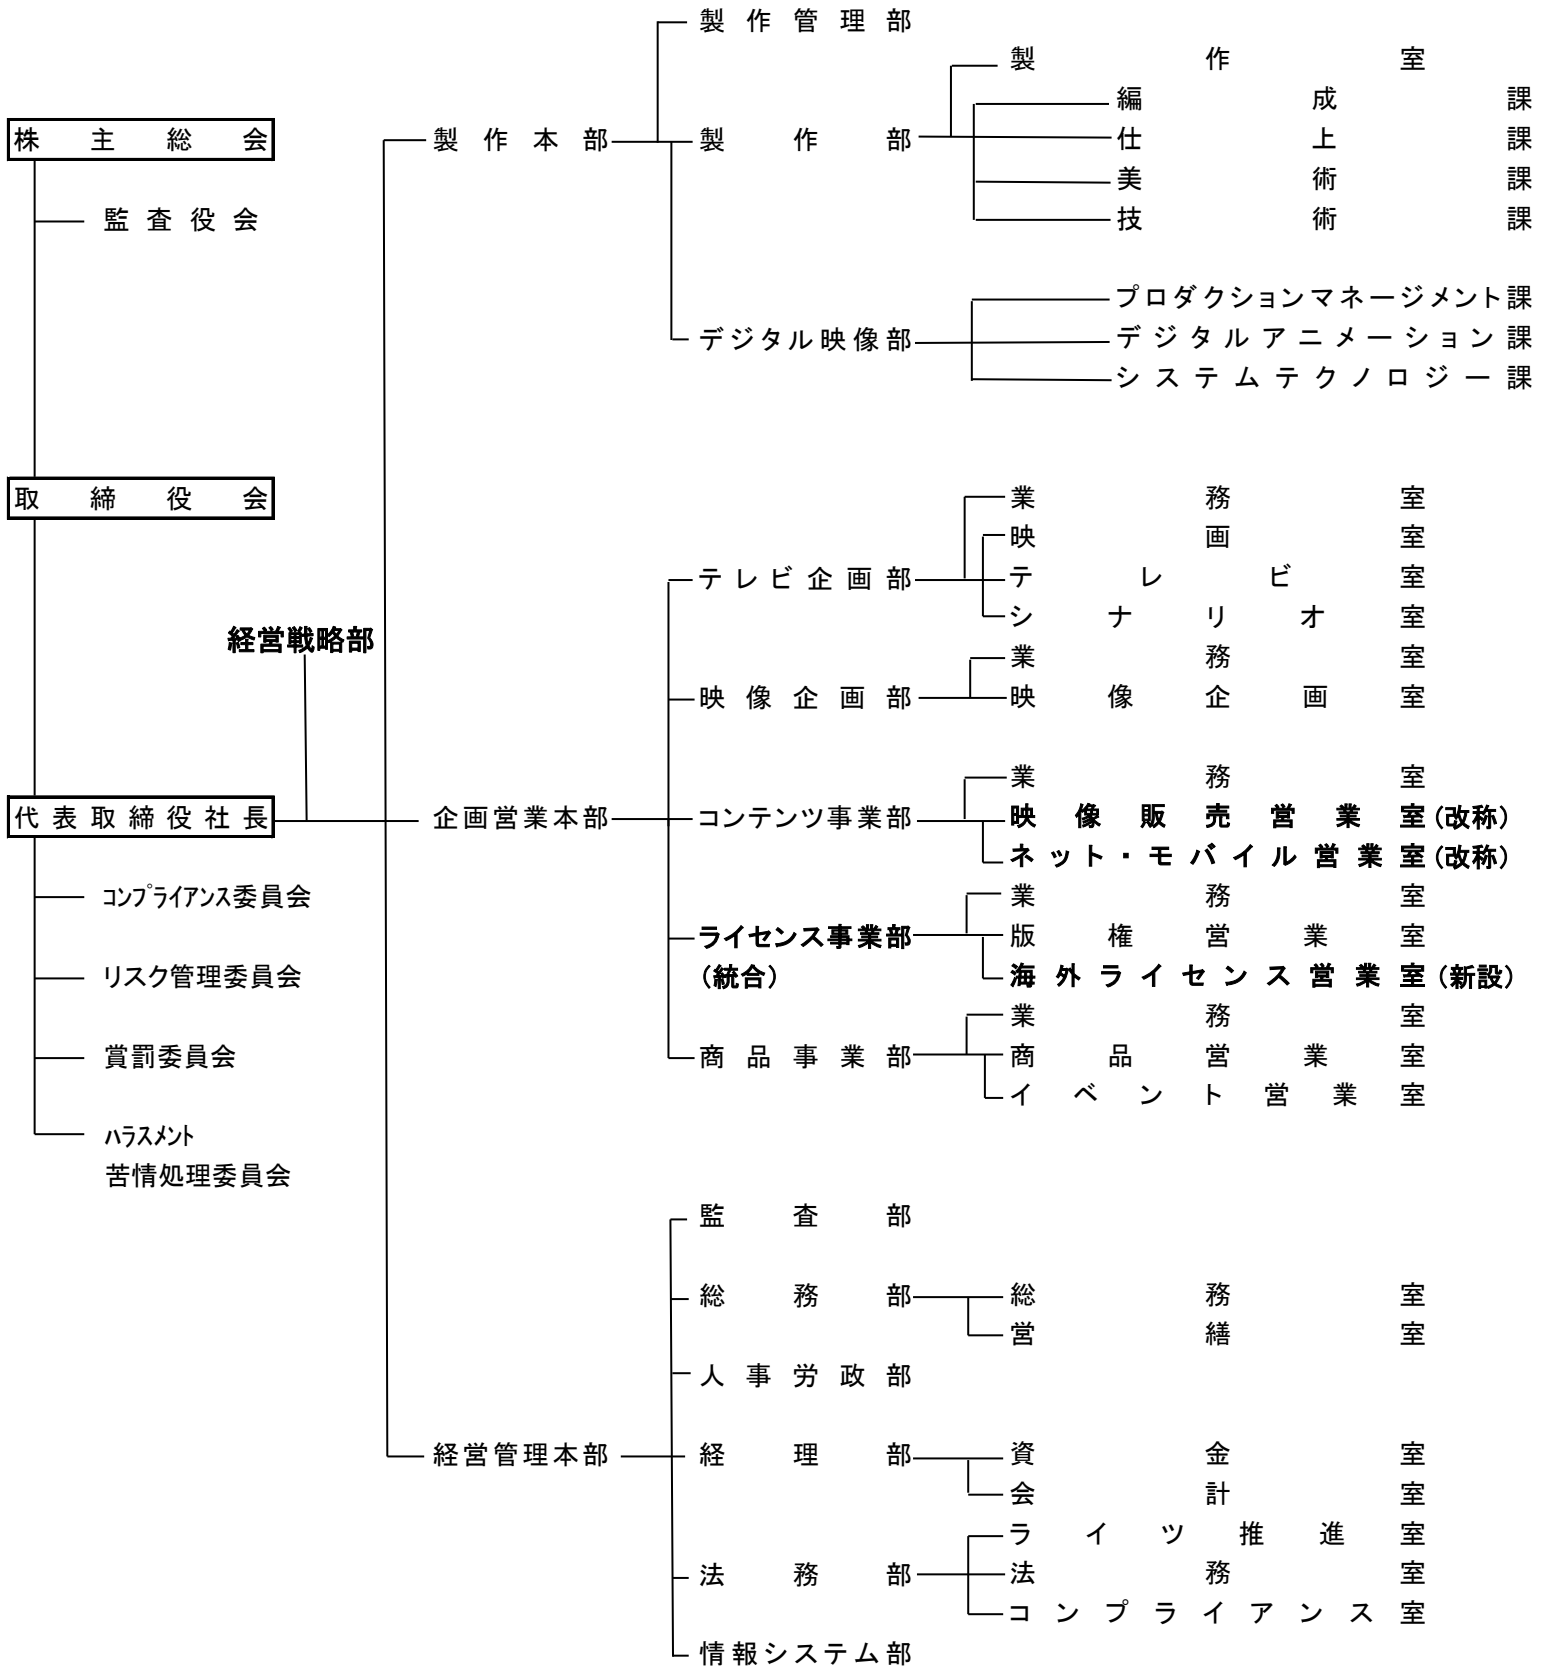 製作管理部
製作室
編成課
株主総会
製作本部
製作部
仕上課
美術課
監査役会
技術課
プロダクションマネージメント課
デジタル映像部
デジタルアニメーション課
システムテクノロジー課
取締役会
業務室
映画室
テレビ企画部
テレビ室
シナリオ室
経営戦略部
業務室
映像企画部
映像企画室
業務室
代表取締役社長
企画営業本部
コンテンツ事業部
映像販売営業室(改称)
ネット・モバイル営業室(改称)
コンプライアンス委員会
業務室
ライセンス事業部
版権営業室
リスク管理委員会
(統合)
海外ライセンス営業室(新設)
業務室
賞罰委員会
商品事業部
商品営業室
イベント営業室
ハラスメント
苦情処理委員会
監査部
総務部
総務室
営繕室
人事労政部
経営管理本部
経理部
資金室
会計室
ライツ推進室
法務部
法務室
コンプライアンス室
情報システム部